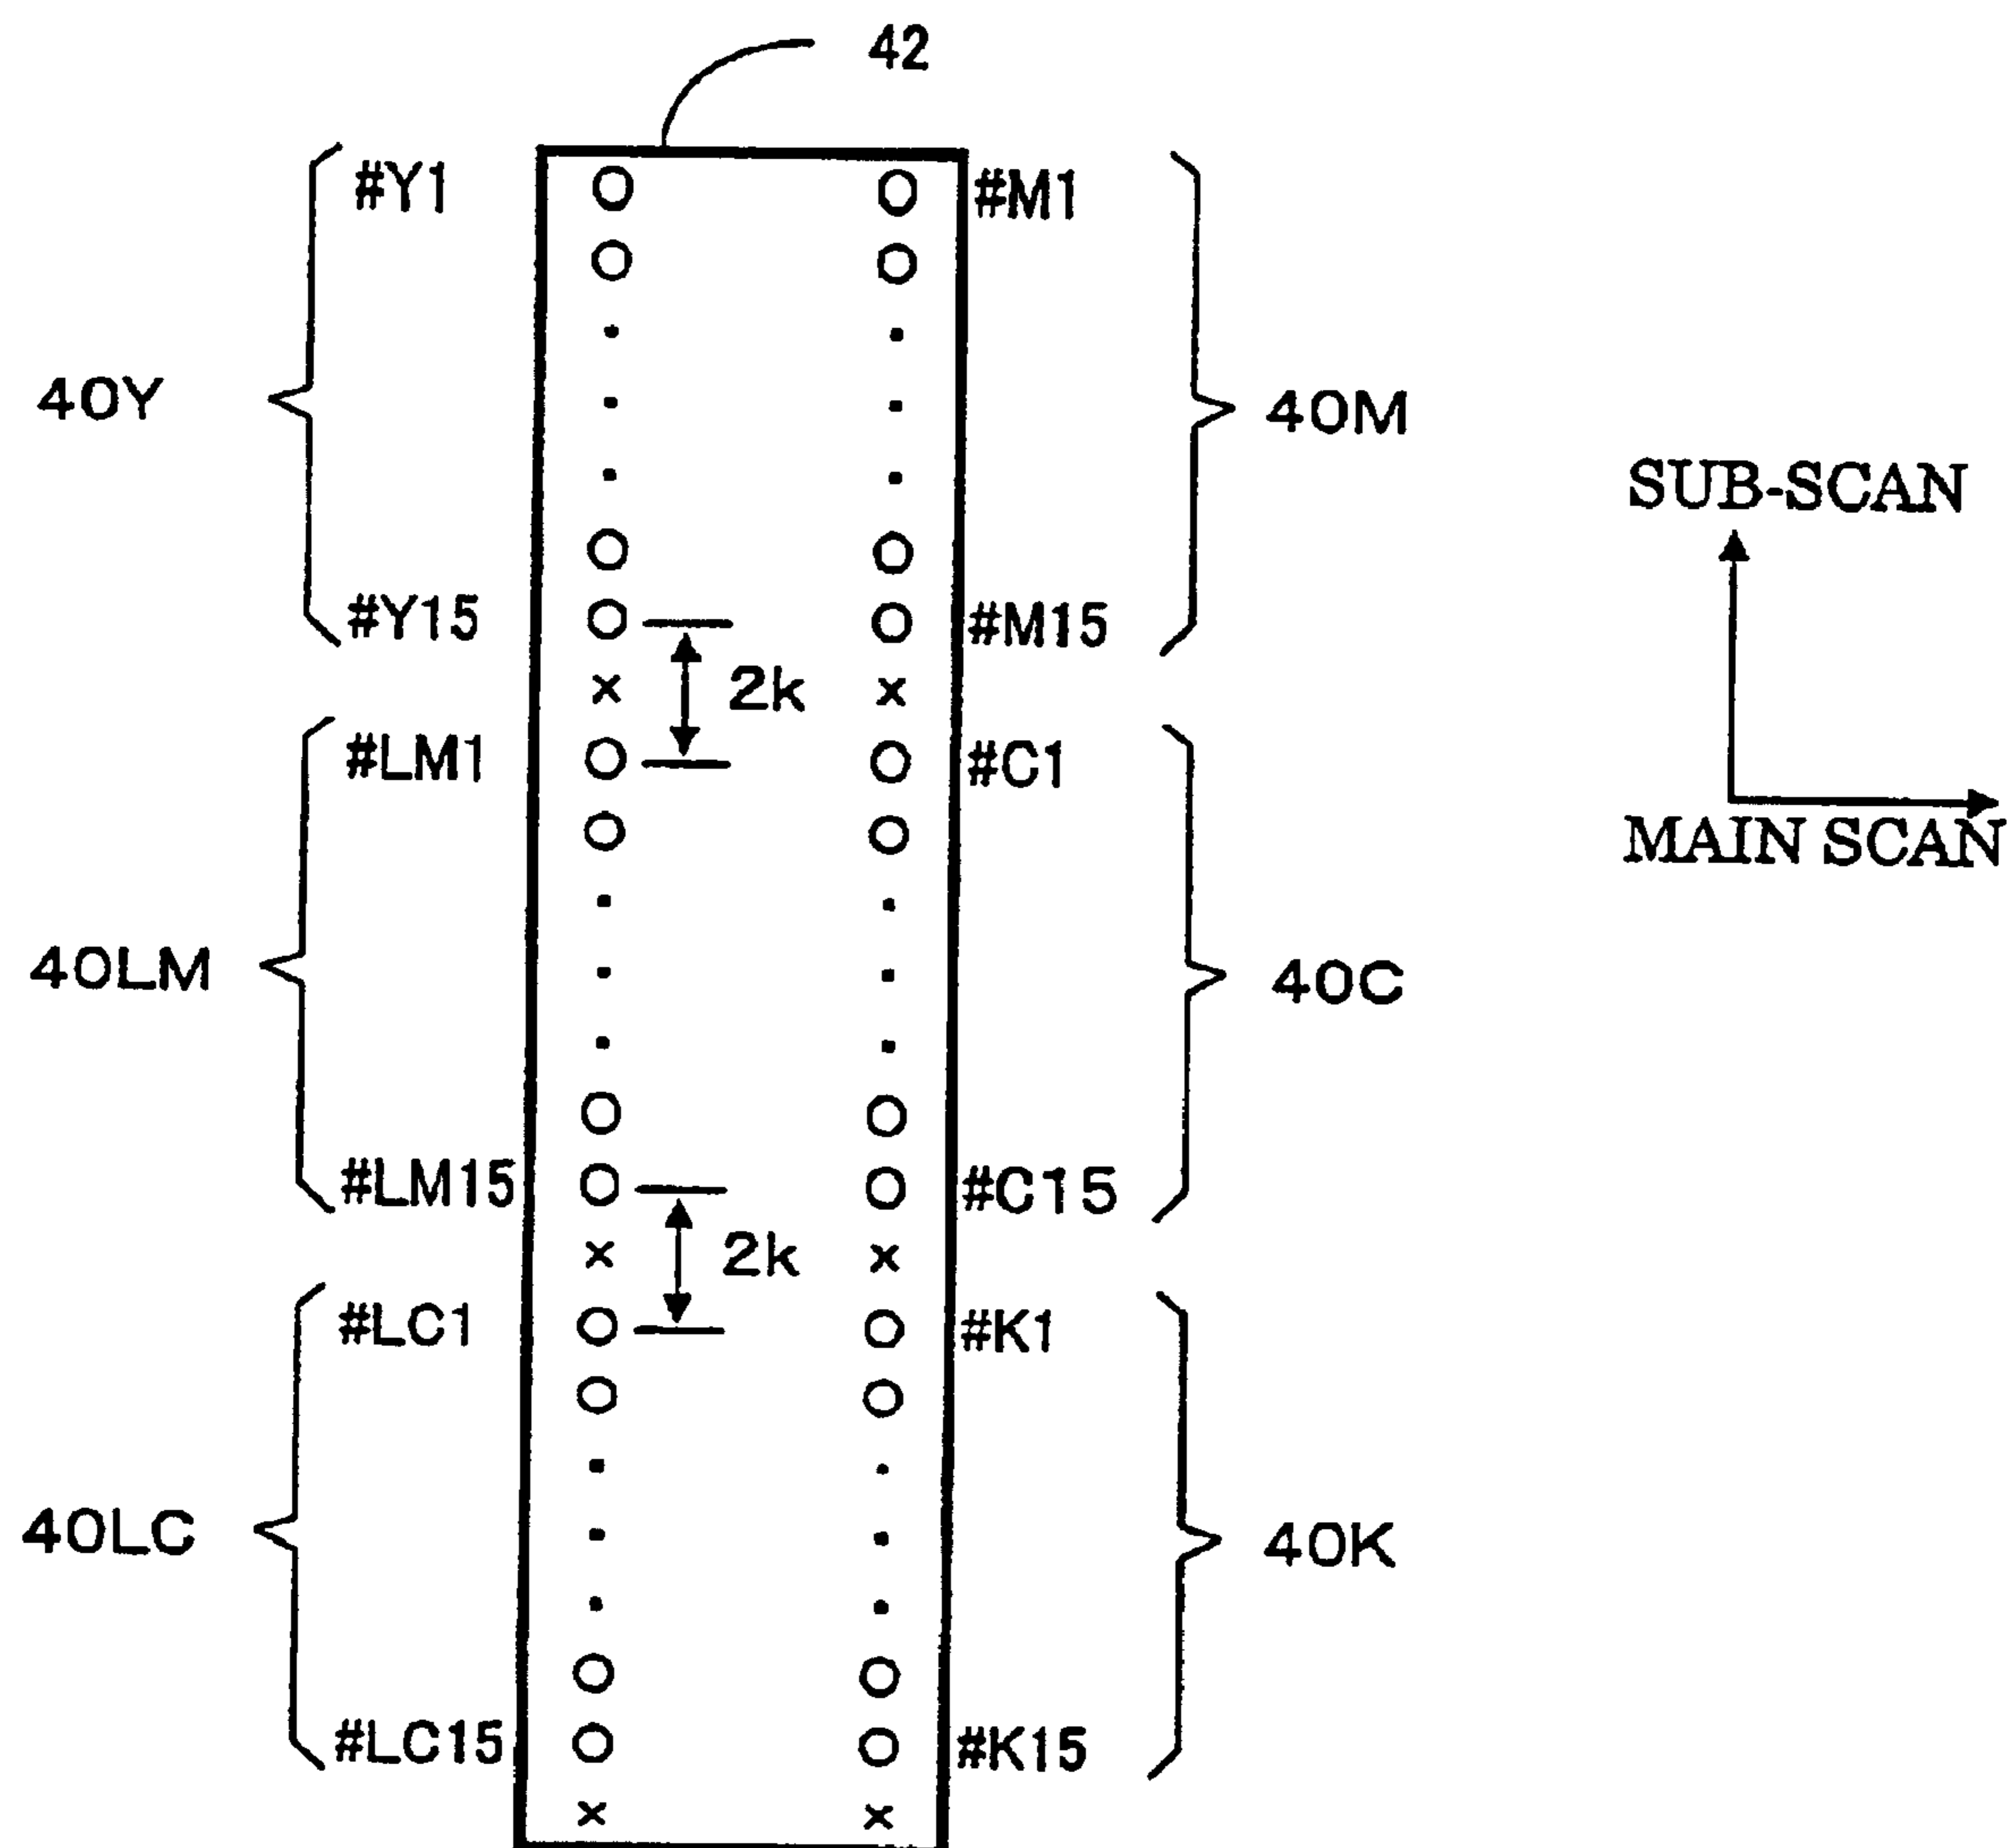 42
#Y1 #M1
40Y 40M
SUB-SCAN
#Y15 #M15
x 2k x
#LM1 #C1
MAIN SCAN
40LM 40C
#LM15 #C15
x 2k x
#LC1 #K1
40LC 40K
#LC15 #K15
x x